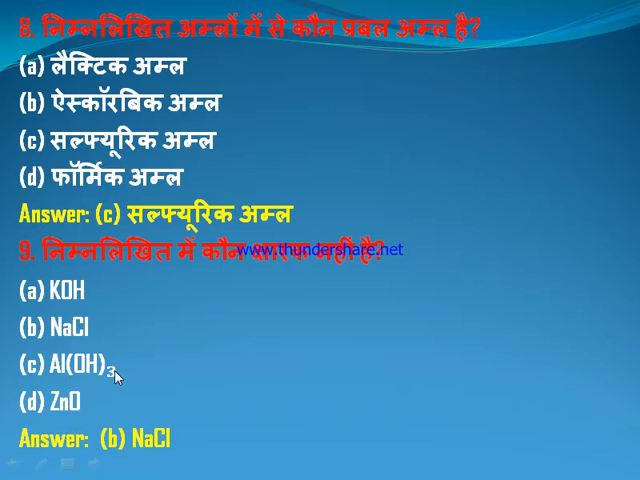 8. निम्नलिखित अम्लों में से कौन प्रबल अम्ल है?
(a) लैक्टिक अम्ल
(b) ऐस्कॉरबिक अम्ल
(c) सल्फ्यूरिक अम्ल
(d) फॉर्मिक अम्ल
Answer: (c) सल्फ्यूरिक अम्ल
9. निम्नलिखित में कौन क्षारक नहीं है?
www.thundershare.net
(a) KOH
(b) NaCl
(c) Al(OH)₃
(d) ZnO
Answer: (b) NaCl